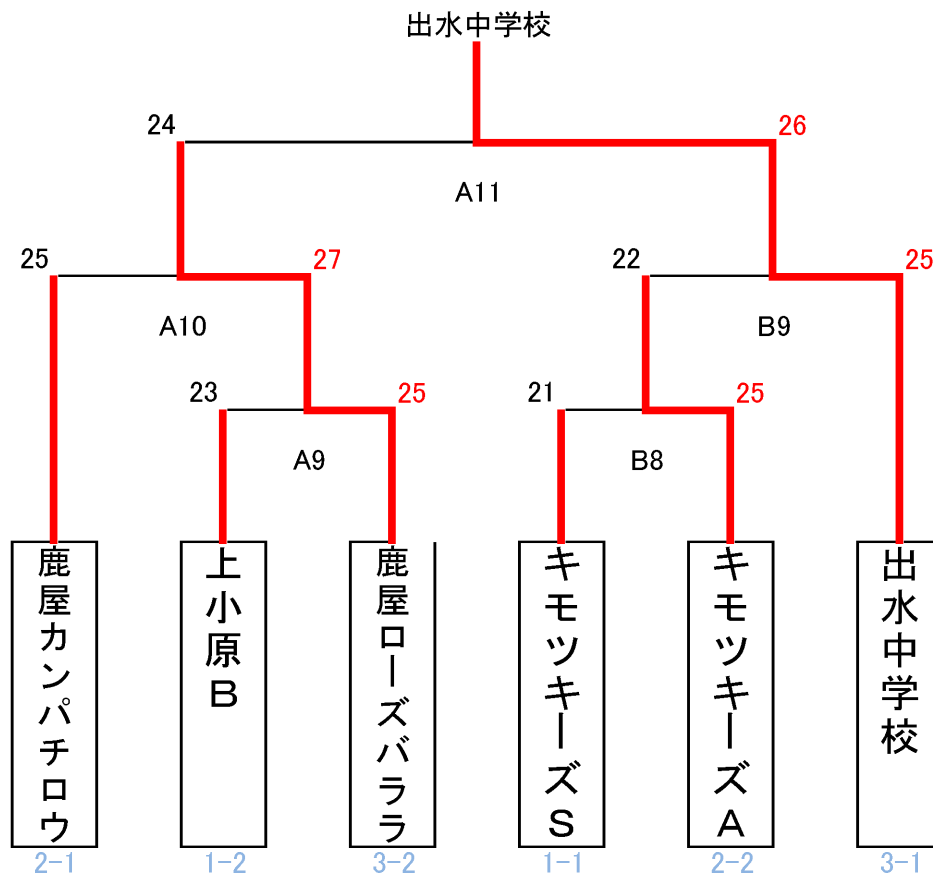 出水中学校
24
26
A11
25
27
22
25
A10
B9
23
25
21
25
A9
B8
鹿屋カンパチロウ
上小原B
鹿屋ローズバララ
キモツキーズS
キモツキーズA
出水中学校
2-1
1-2
3-2
1-1
2-2
3-1